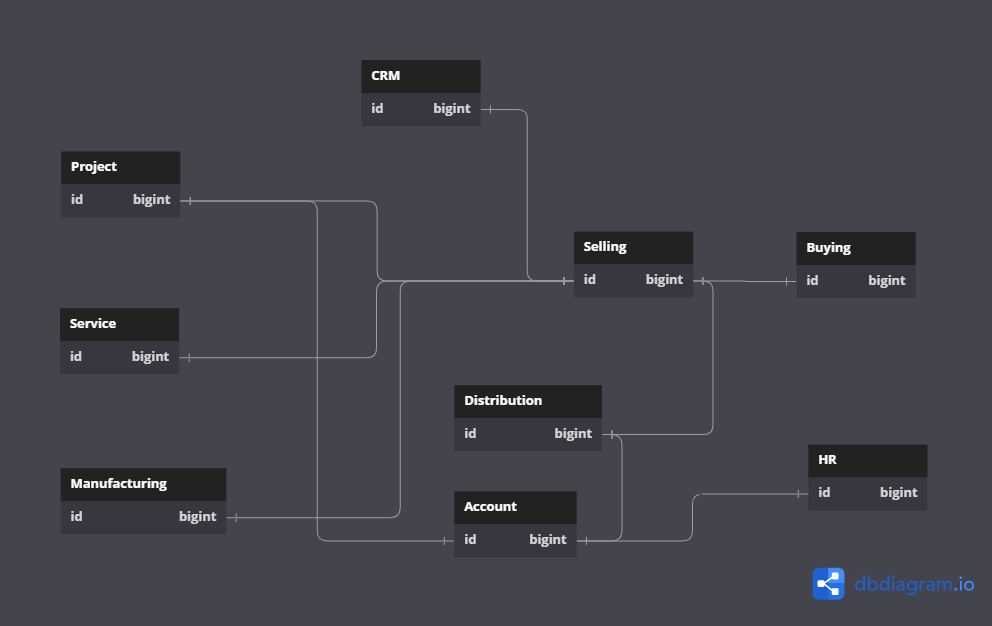 CRM
id bigint
Project
id bigint
Selling
id bigint
Buying
id bigint
Service
id bigint
Distribution
id bigint
HR
id bigint
Manufacturing
id bigint
Account
id bigint
dbdiagram.io